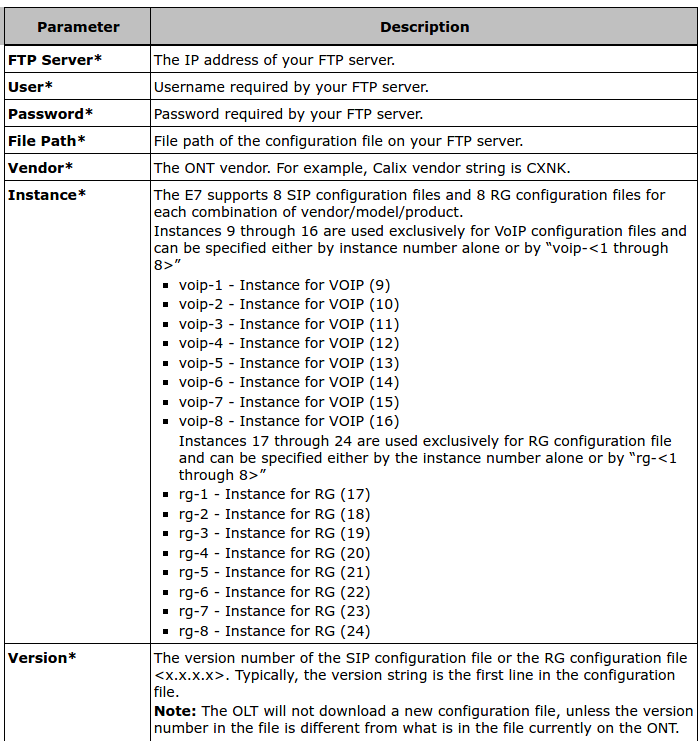 Parameter Description
FTP Server* The IP address of your FTP server.
User* Username required by your FTP server.
Password* Password required by your FTP server.
File Path* File path of the configuration file on your FTP server.
Vendor* The ONT vendor. For example, Calix vendor string is CXNK.
Instance* The E7 supports 8 SIP configuration files and 8 RG configuration files for
each combination of vendor/model/product.
Instances 9 through 16 are used exclusively for VoIP configuration files and
can be specified either by instance number alone or by “voip-<1 through
8>”
▪ voip-1 - Instance for VOIP (9)
▪ voip-2 - Instance for VOIP (10)
▪ voip-3 - Instance for VOIP (11)
▪ voip-4 - Instance for VOIP (12)
▪ voip-5 - Instance for VOIP (13)
▪ voip-6 - Instance for VOIP (14)
▪ voip-7 - Instance for VOIP (15)
▪ voip-8 - Instance for VOIP (16)
Instances 17 through 24 are used exclusively for RG configuration file
and can be specified either by the instance number alone or by “rg-<1
through 8>”
▪ rg-1 - Instance for RG (17)
▪ rg-2 - Instance for RG (18)
▪ rg-3 - Instance for RG (19)
▪ rg-4 - Instance for RG (20)
▪ rg-5 - Instance for RG (21)
▪ rg-6 - Instance for RG (22)
▪ rg-7 - Instance for RG (23)
▪ rg-8 - Instance for RG (24)
Version* The version number of the SIP configuration file or the RG configuration file
<x.x.x.x>. Typically, the version string is the first line in the configuration
file.
Note: The OLT will not download a new configuration file, unless the version
number in the file is different from what is in the file currently on the ONT.